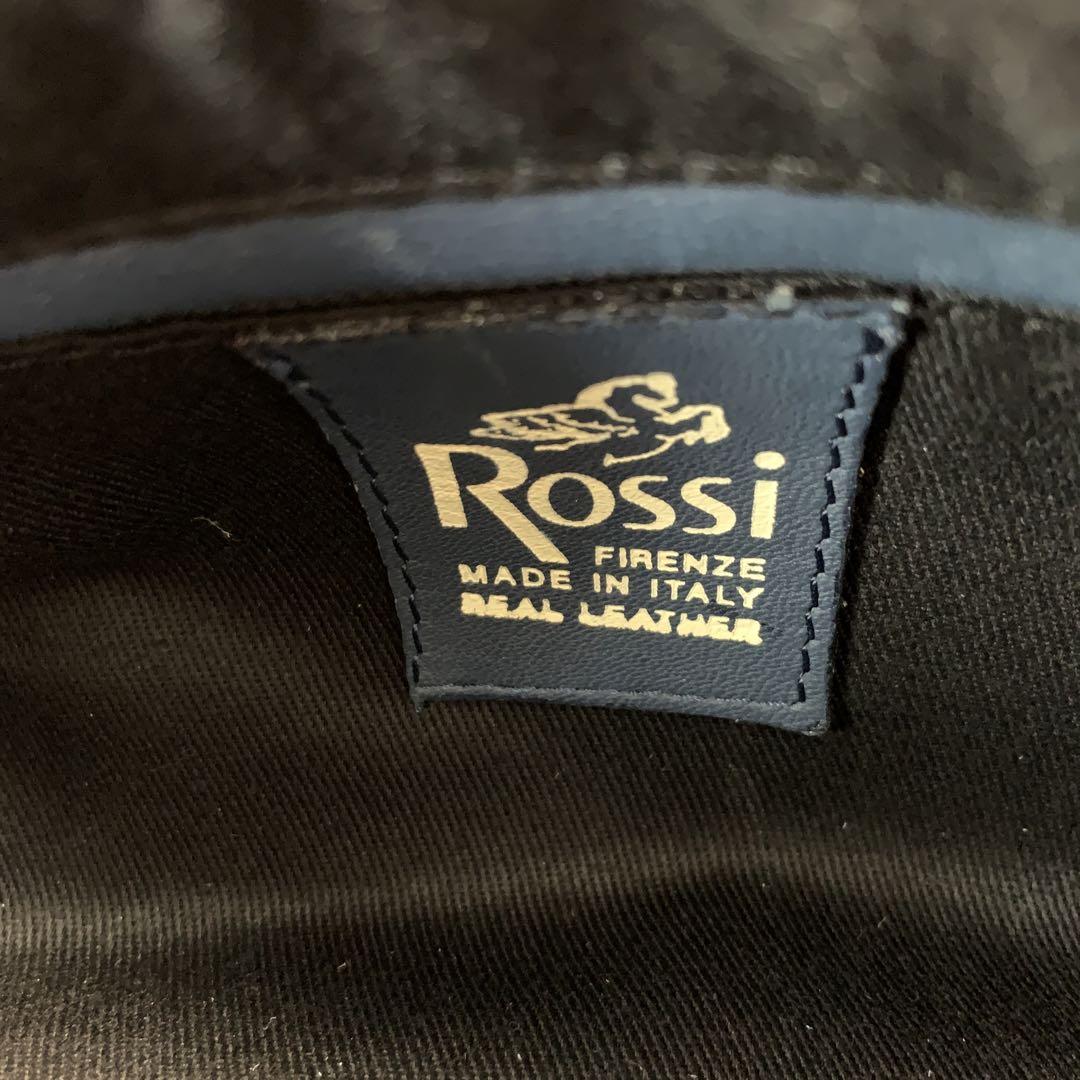 Rossi
FIRENZE
MADE IN ITALY
REAL LEATHER